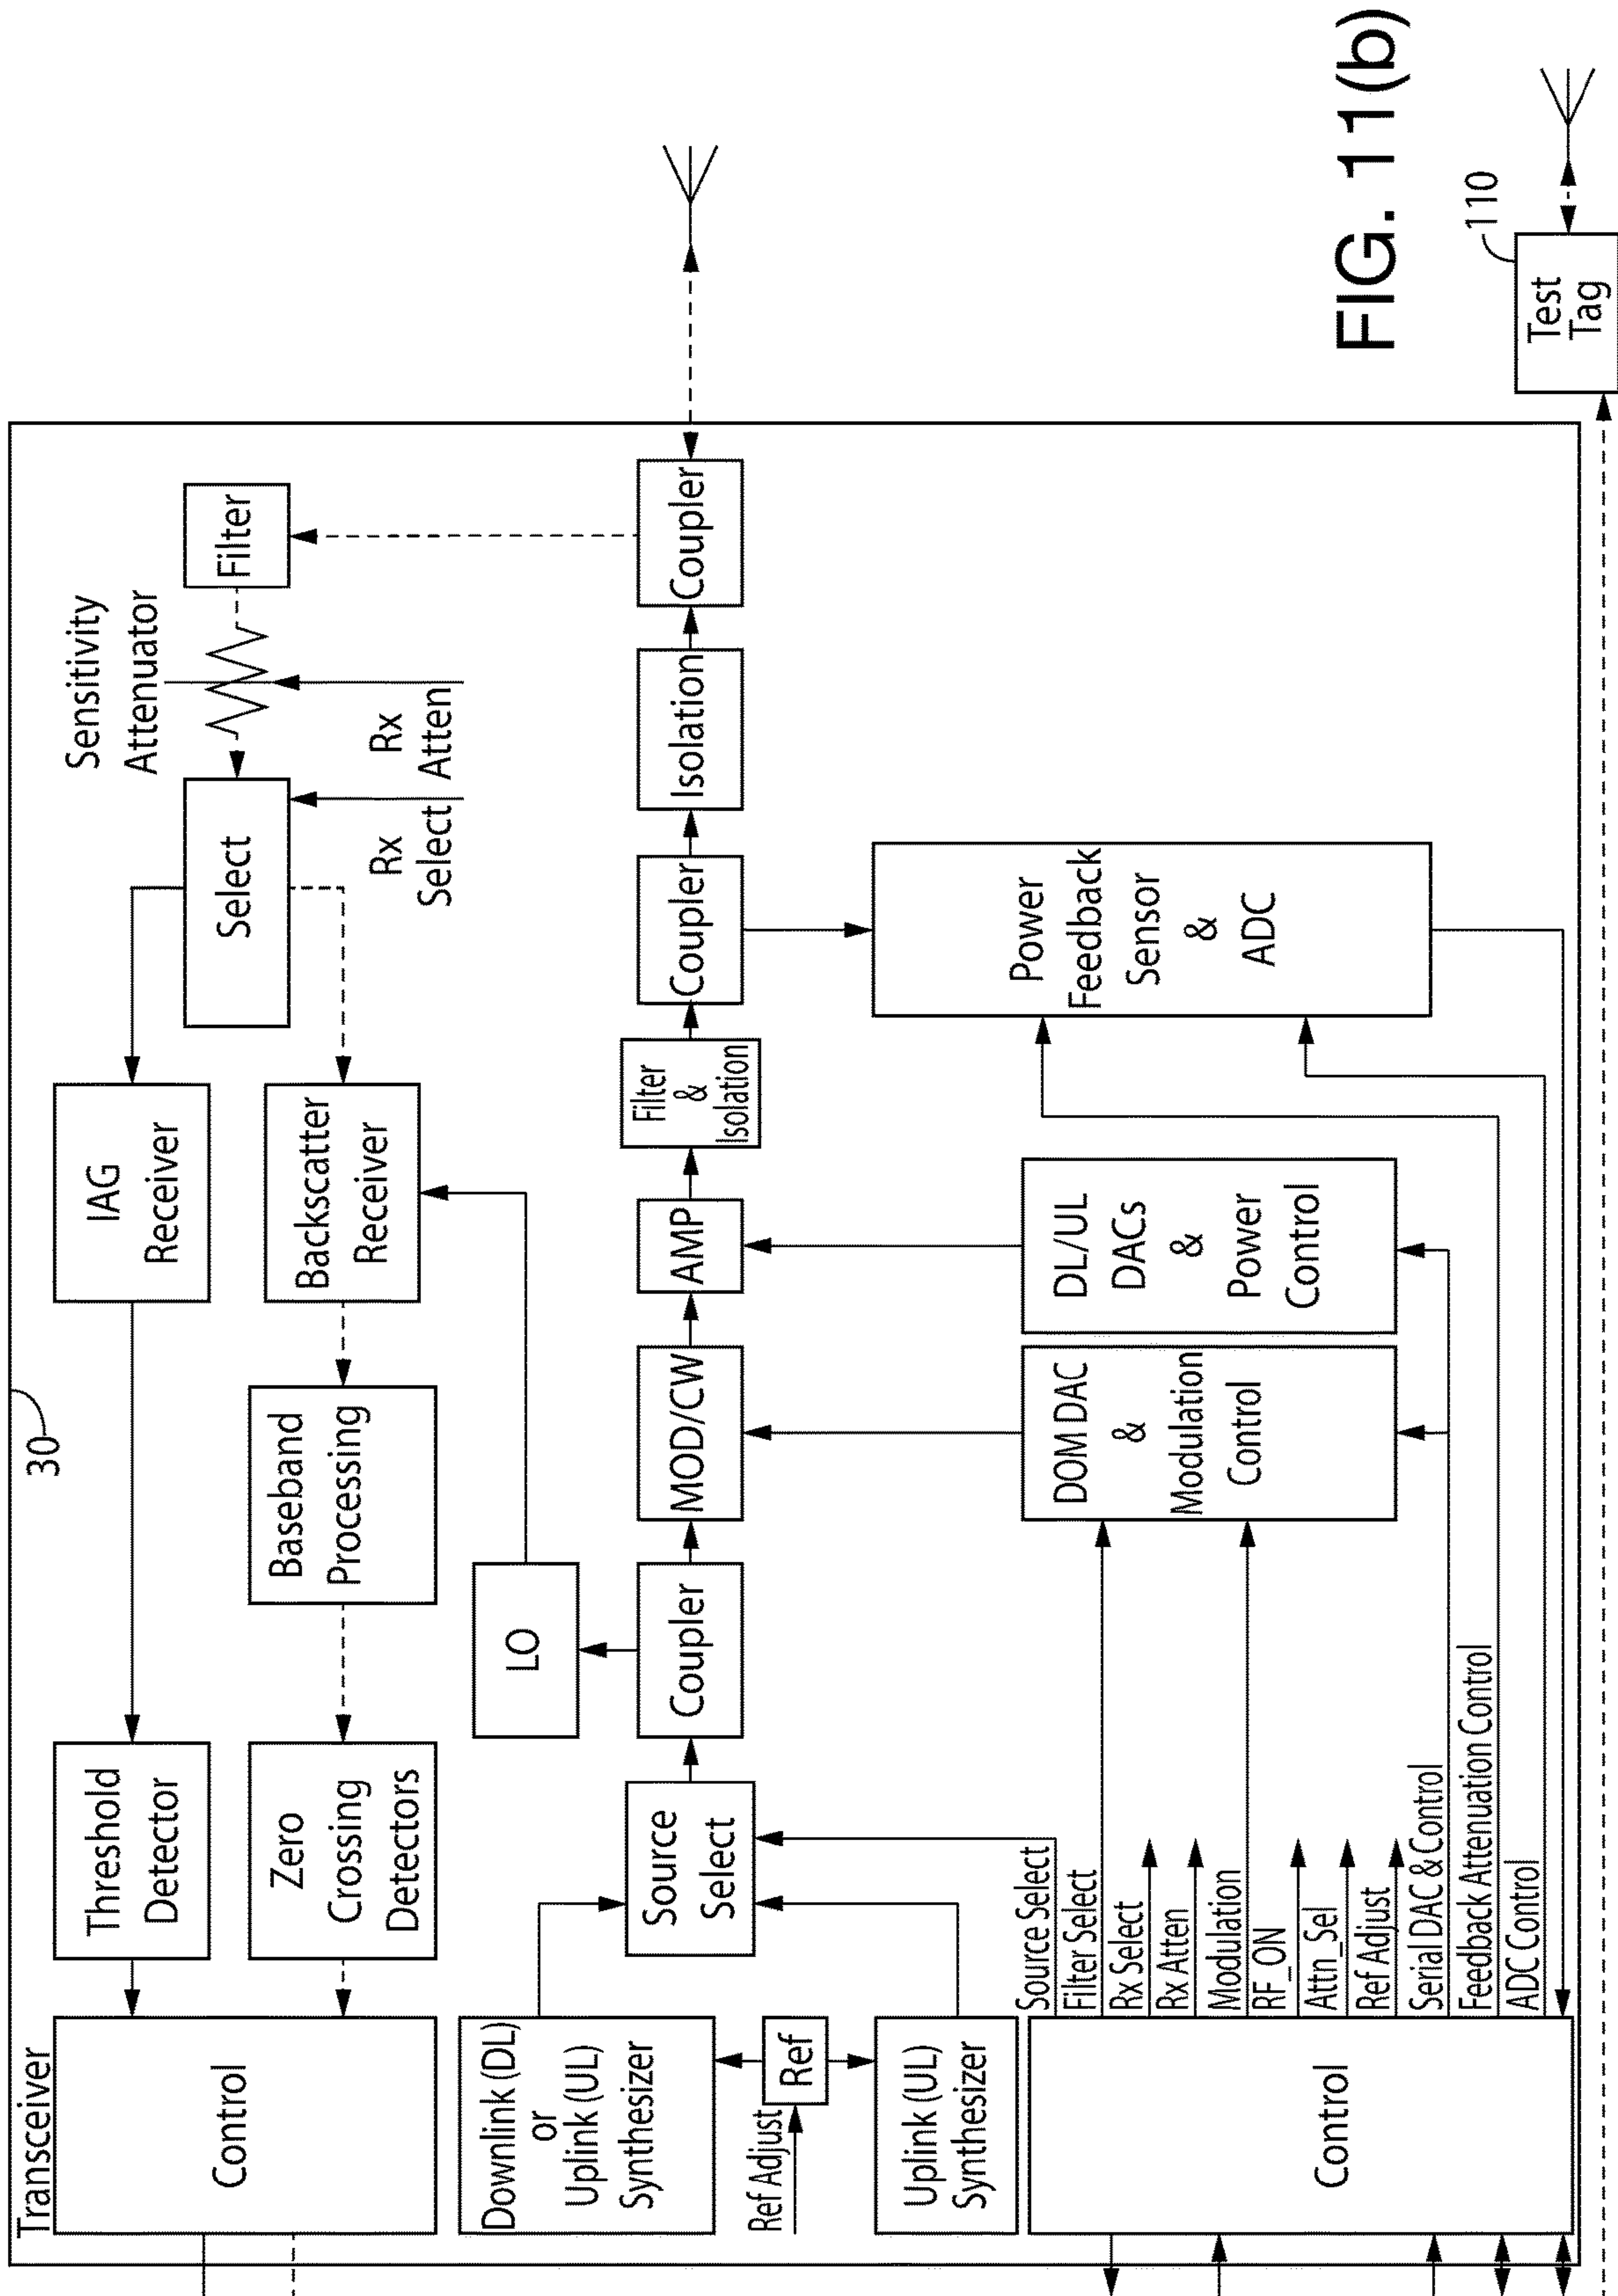 Transceiver
30
Control
Threshold
Detector
IAG
Receiver
Zero
Crossing
Detectors
Baseband
Processing
Backscatter
Receiver
Select
Sensitivity
Attenuator
Filter
Rx
Select
Rx
Atten
LO
Downlink (DL)
or
Uplink (UL)
Synthesizer
Ref Adjust
Ref
Uplink (UL)
Synthesizer
Source
Select
Coupler
MOD/CW
AMP
Filter
&
Isolation
Coupler
Isolation
Coupler
Control
Source Select
Filter Select
Rx Select
Rx Atten
Modulation
RF_ON
Attn_Sel
Ref Adjust
Serial DAC & Control
Feedback Attenuation Control
ADC Control
DOM DAC
&
Modulation
Control
DL/UL
DACs
&
Power
Control
Power
Feedback
Sensor
&
ADC
FIG. 11(b)
110
Test
Tag